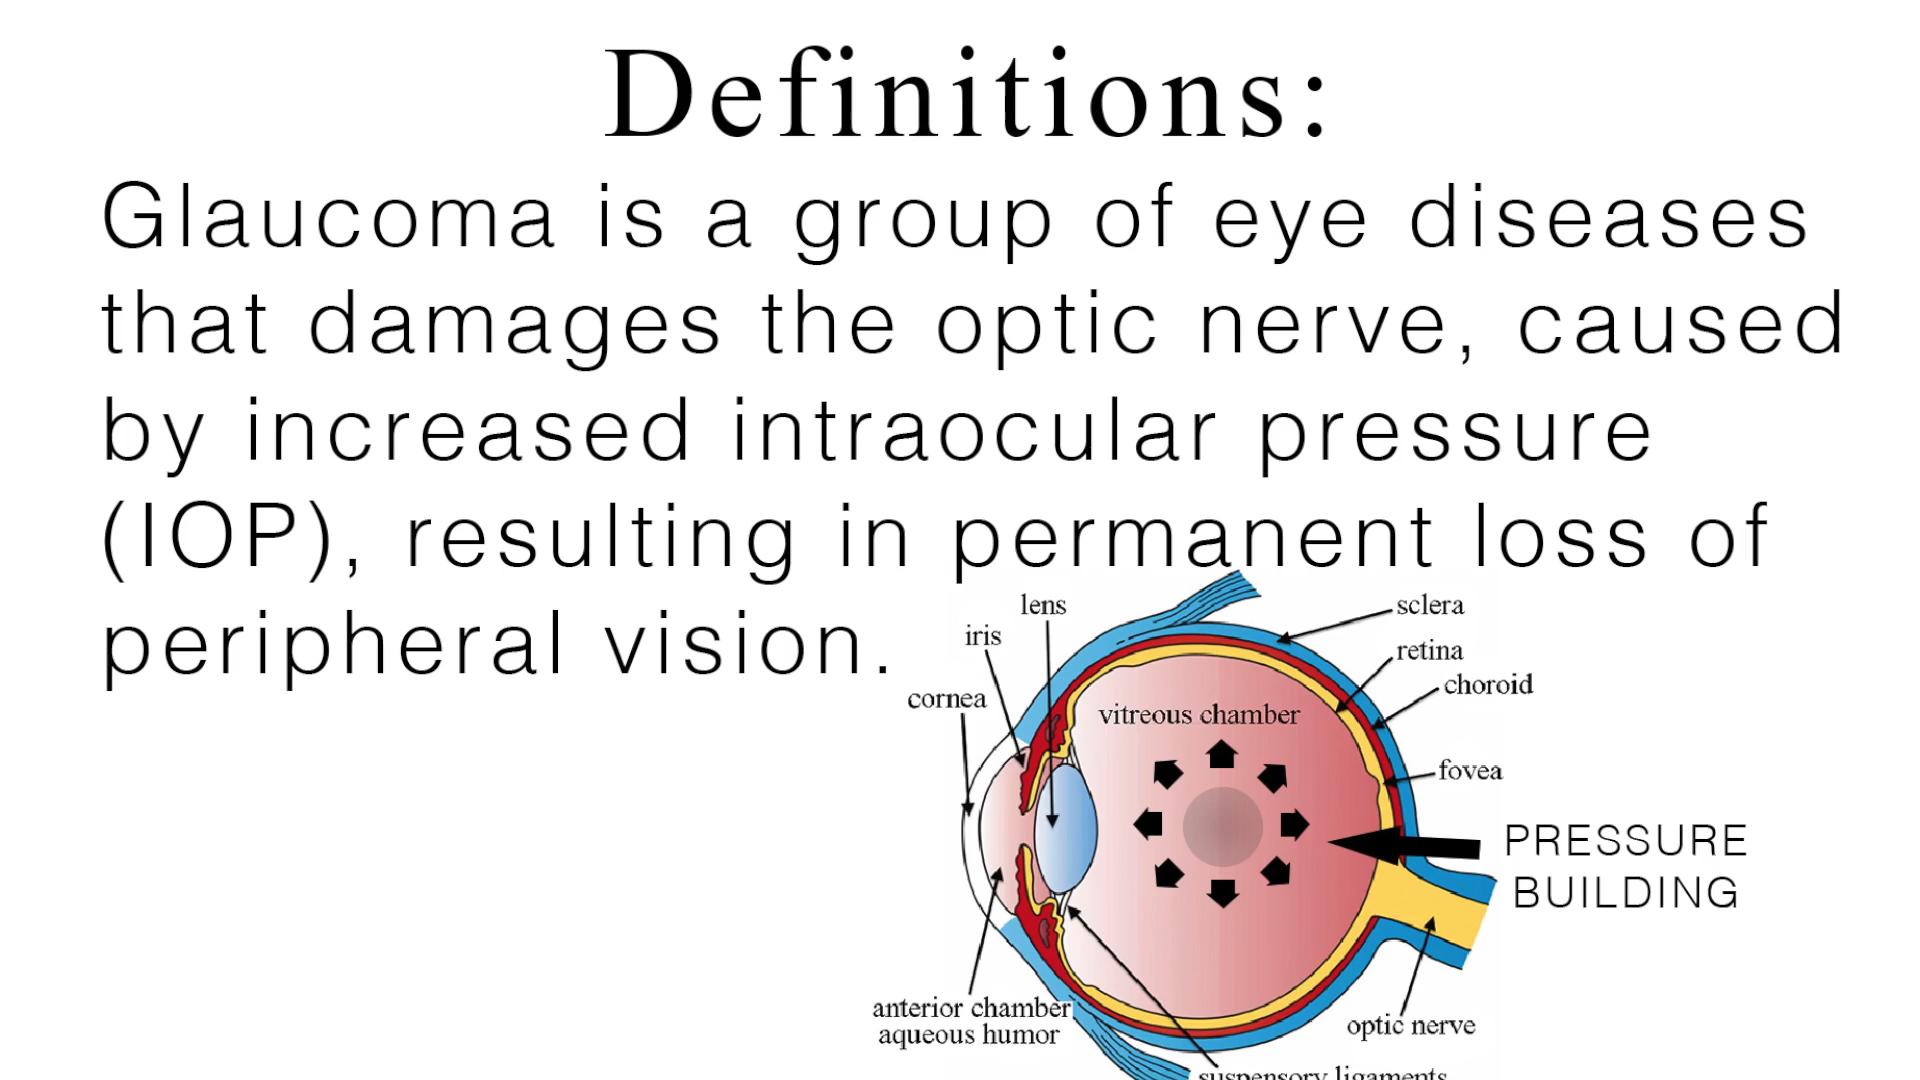 Definitions:
Glaucoma is a group of eye diseases
that damages the optic nerve, caused
by increased intraocular pressure
(IOP), resulting in permanent loss of
peripheral vision.
lens
iris
cornea
sclera
retina
choroid
vitreous chamber
fovea
PRESSURE
BUILDING
anterior chamber
aqueous humor
optic nerve
suspensory ligaments